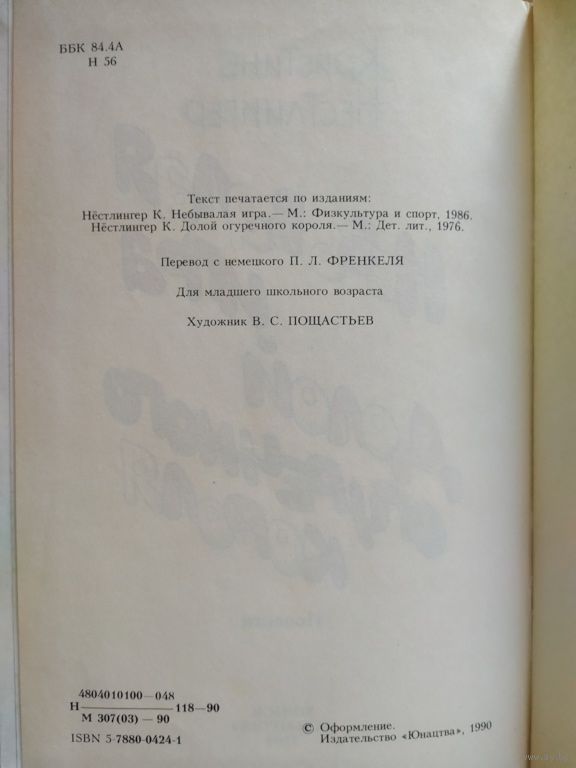 ББК 84.4А
Н 56
Текст печатается по изданиям:
Нёстлингер К. Небывалая игра.— М.: Физкультура и спорт, 1986.
Нёстлингер К. Долой огуречного короля.— М.: Дет. лит., 1976.
Перевод с немецкого П. Л. ФРЕНКЕЛЯ
Для младшего школьного возраста
Художник В. С. ПОЩАСТЬЕВ
4804010100—048
Н————118—90
М 307(03) — 90
ISBN 5-7880-0424-1
© Оформление.
Издательство «Юнацтва», 1990